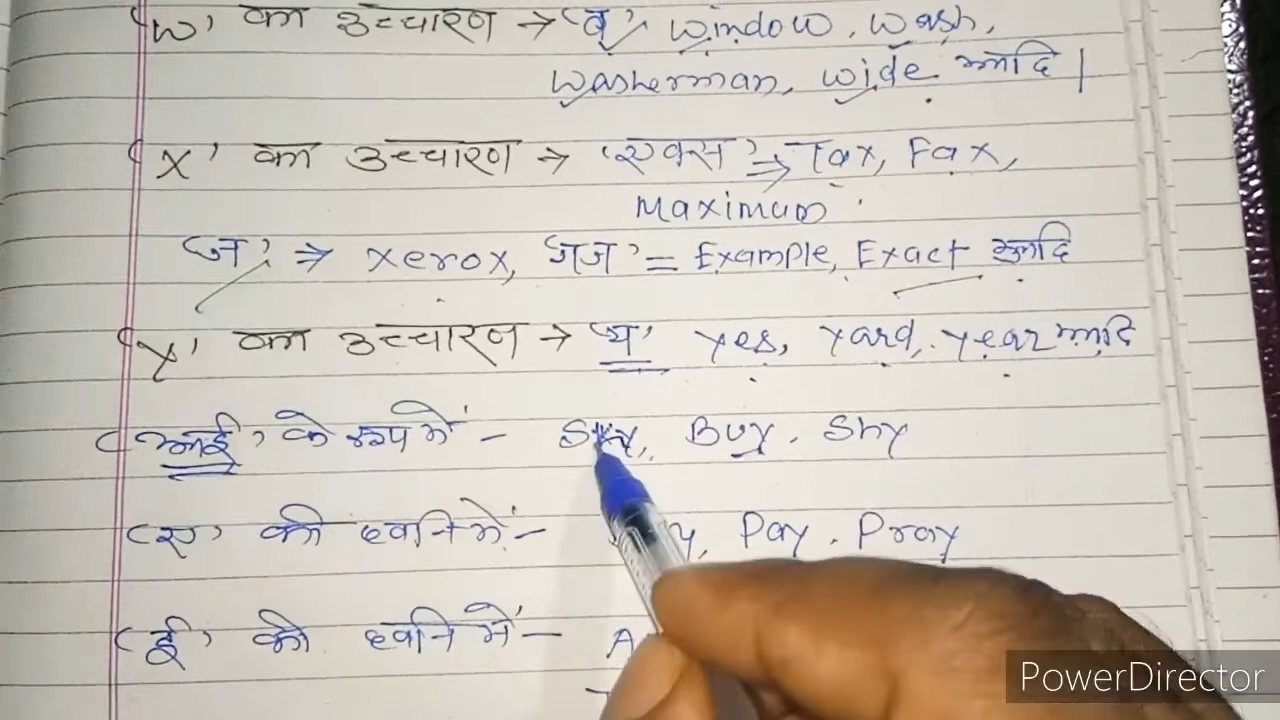 'W' का उच्चारण → 'व', Window, Wash,
Washerman, Wide आदि।
'X' का उच्चारण → 'एक्स' ⇒ Tax, Fax,
Maximum
'ज' ⇒ Xerox, 'गज' = Example, Exact आदि
'Y' का उच्चारण → 'य' Yes, Yard, Year आदि
'आई' के रूप में - Sky, Buy, Shy
'ए' की ध्वनि में - Pay, Pray
'ई' की ध्वनि में - A
PowerDirector